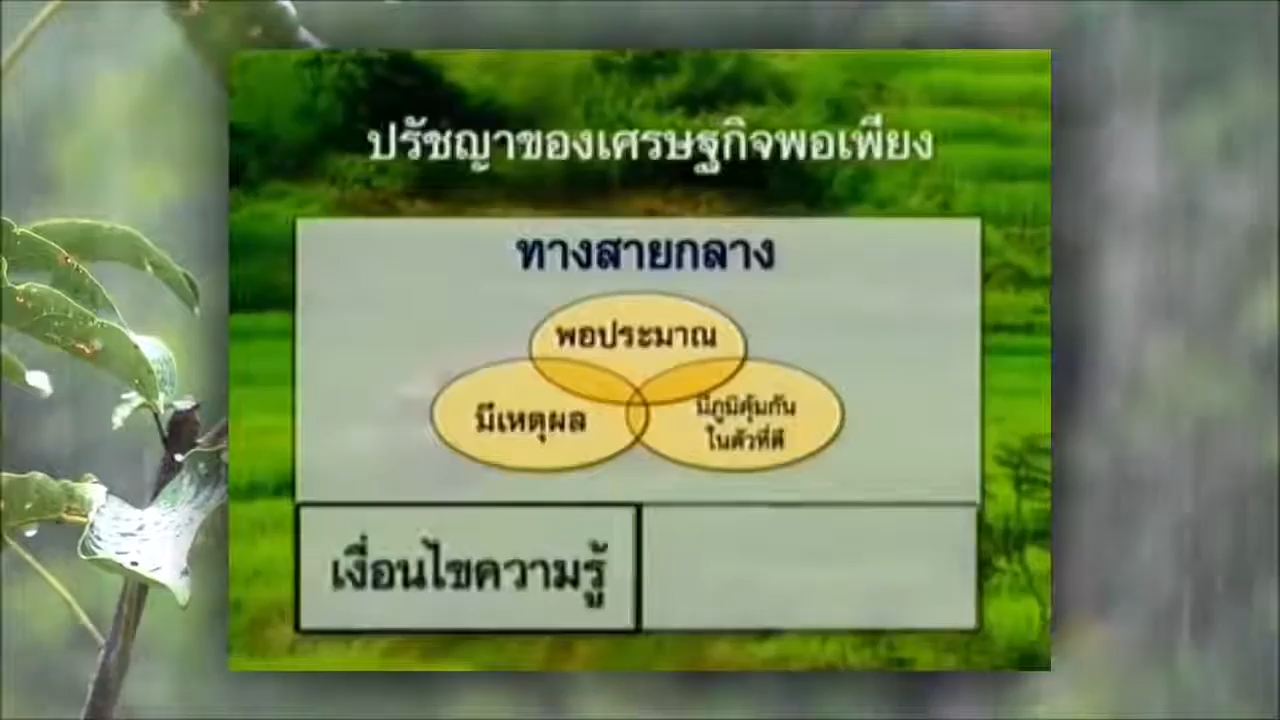 ปรัชญาของเศรษฐกิจพอเพียง
ทางสายกลาง
พอประมาณ
มีเหตุผล
มีภูมิคุ้มกัน
ในตัวที่ดี
เงื่อนไขความรู้